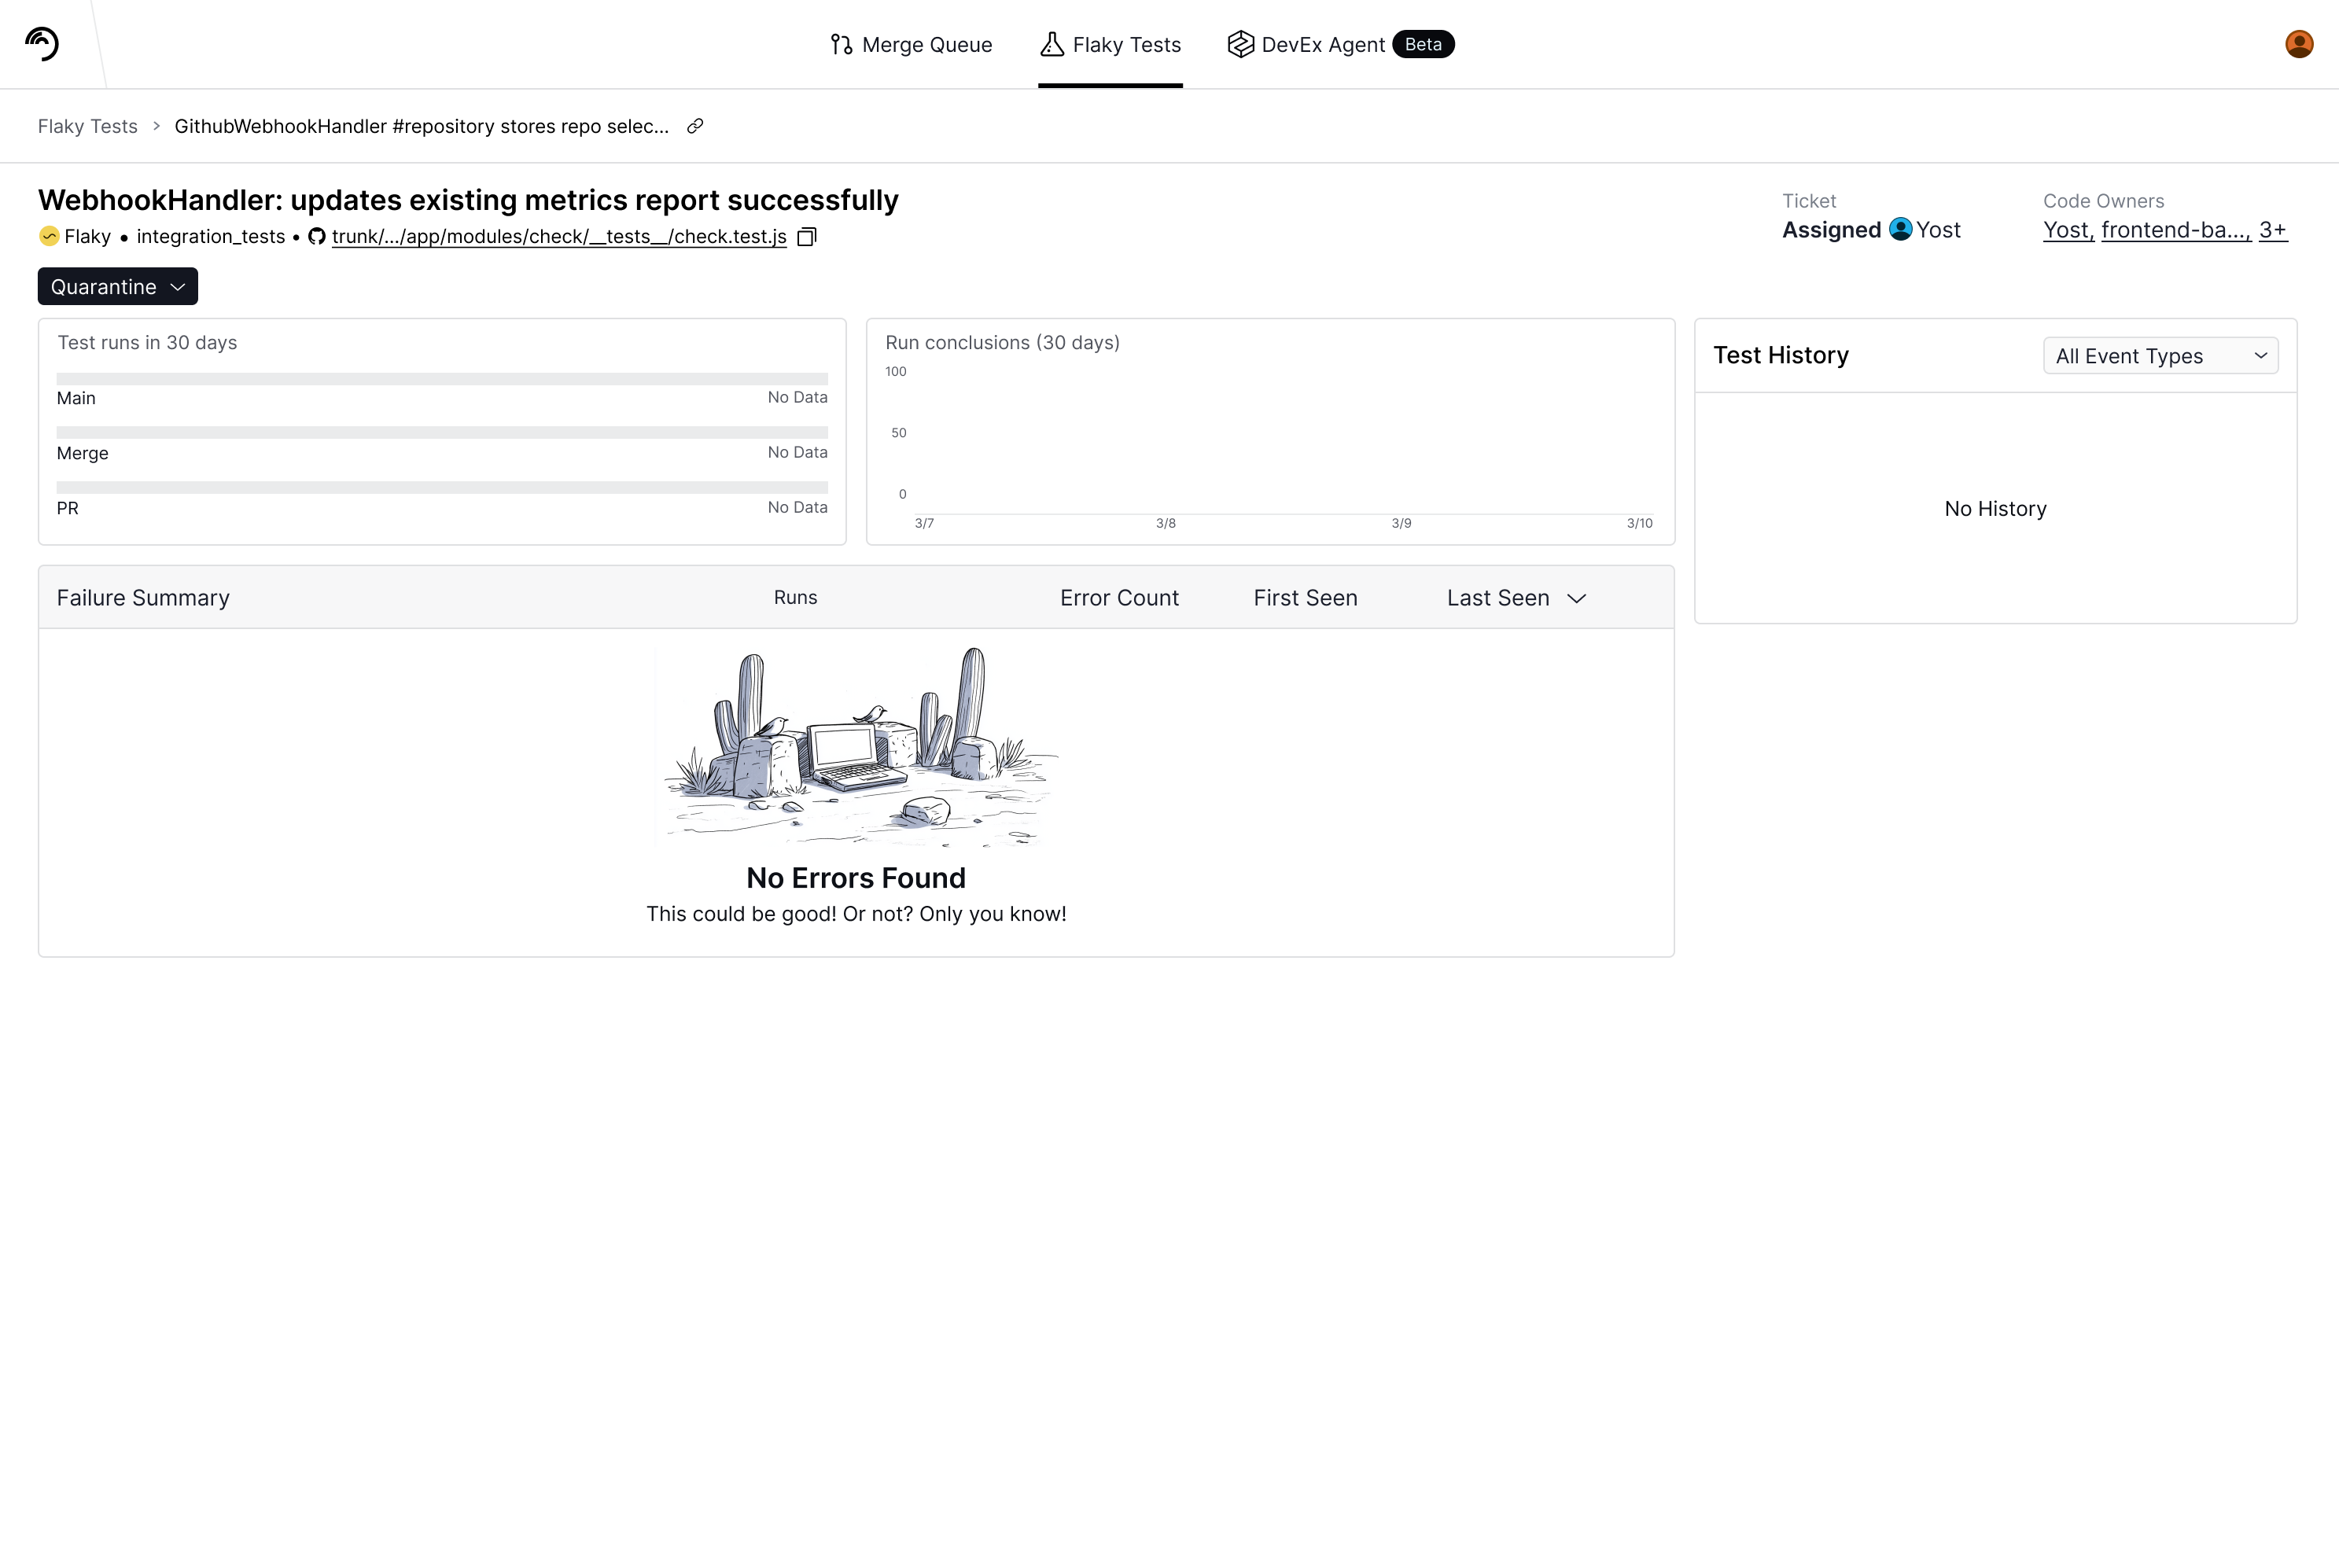 Merge Queue
Flaky Tests
DevEx Agent Beta
Flaky Tests > GithubWebhookHandler #repository stores repo selec...
WebhookHandler: updates existing metrics report successfully
Flaky • integration_tests • trunk/.../app/modules/check/__tests__/check.test.js
Ticket
Assigned Yost
Code Owners
Yost, frontend-ba..., 3+
Quarantine
Test runs in 30 days
Main No Data
Merge No Data
PR No Data
Run conclusions (30 days)
100
50
0
3/7 3/8 3/9 3/10
Test History
All Event Types
No History
Failure Summary Runs Error Count First Seen Last Seen
No Errors Found
This could be good! Or not? Only you know!